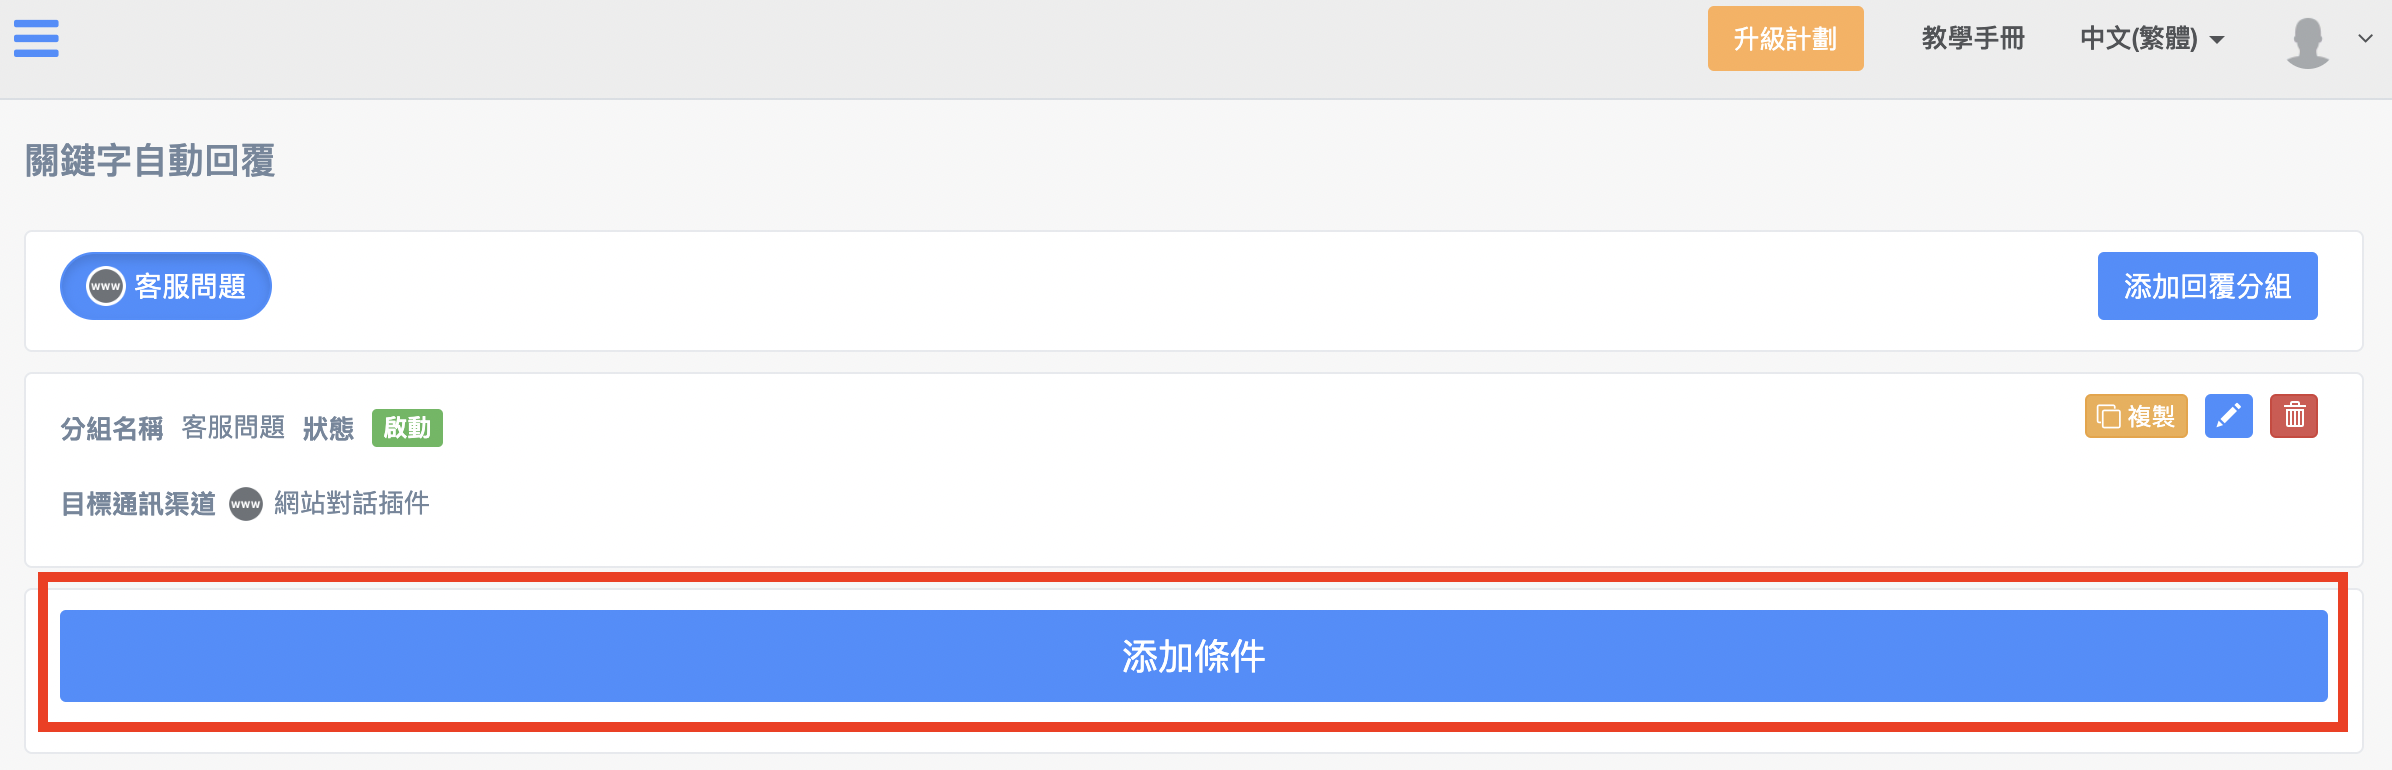 升級計劃 教學手冊 中文(繁體)
關鍵字自動回覆
www 客服問題 添加回覆分組
分組名稱 客服問題 狀態 啟動 複製
目標通訊渠道 www 網站對話插件
添加條件